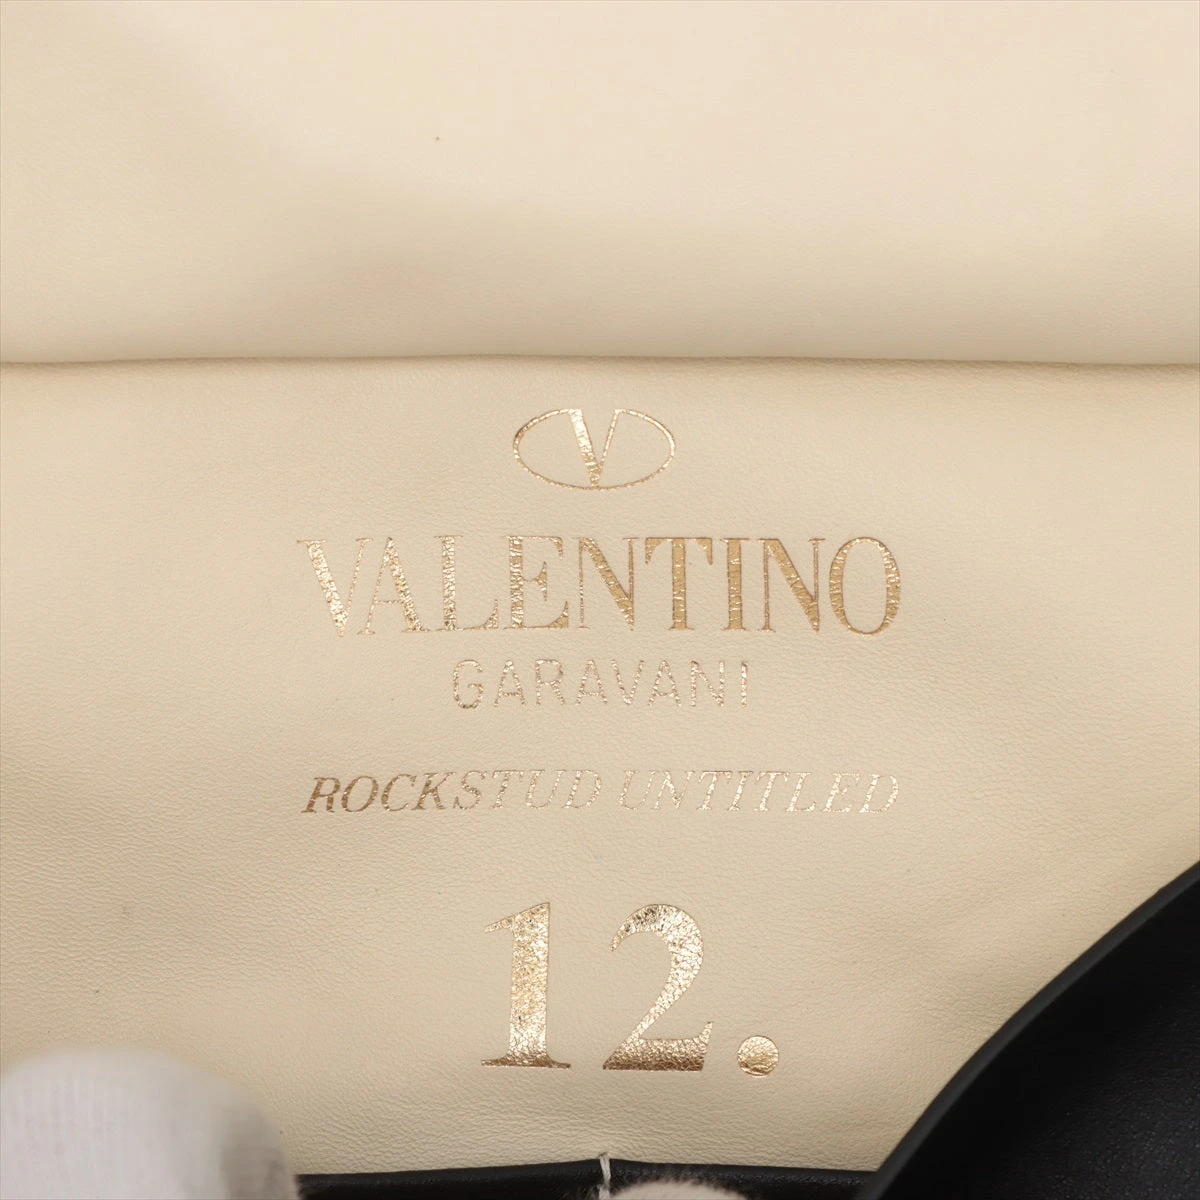 V
VALENTINO
GARAVANI
ROCKSTUD UNTITLED
12.